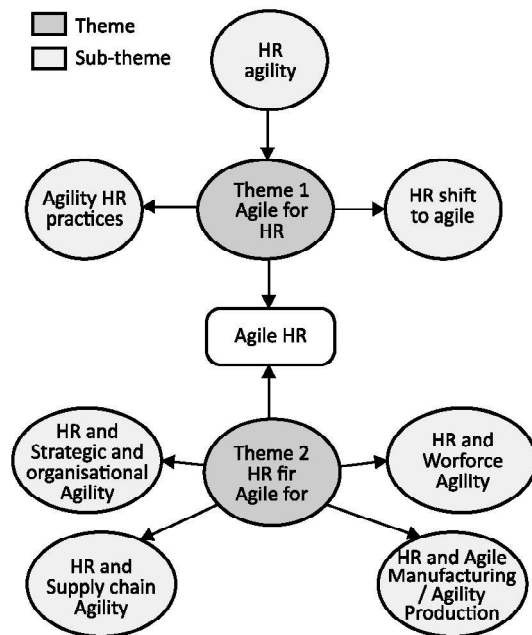 Theme
Sub-theme
HR
agility
Agility HR
practices
Theme 1
Agile for
HR
HR shift
to agile
Agile HR
HR and
Strategic and
organisational
Agility
Theme 2
HR fir
Agile for
HR and
Worforce
Agility
HR and
Supply chain
Agility
HR and Agile
Manufacturing
/ Agility
Production